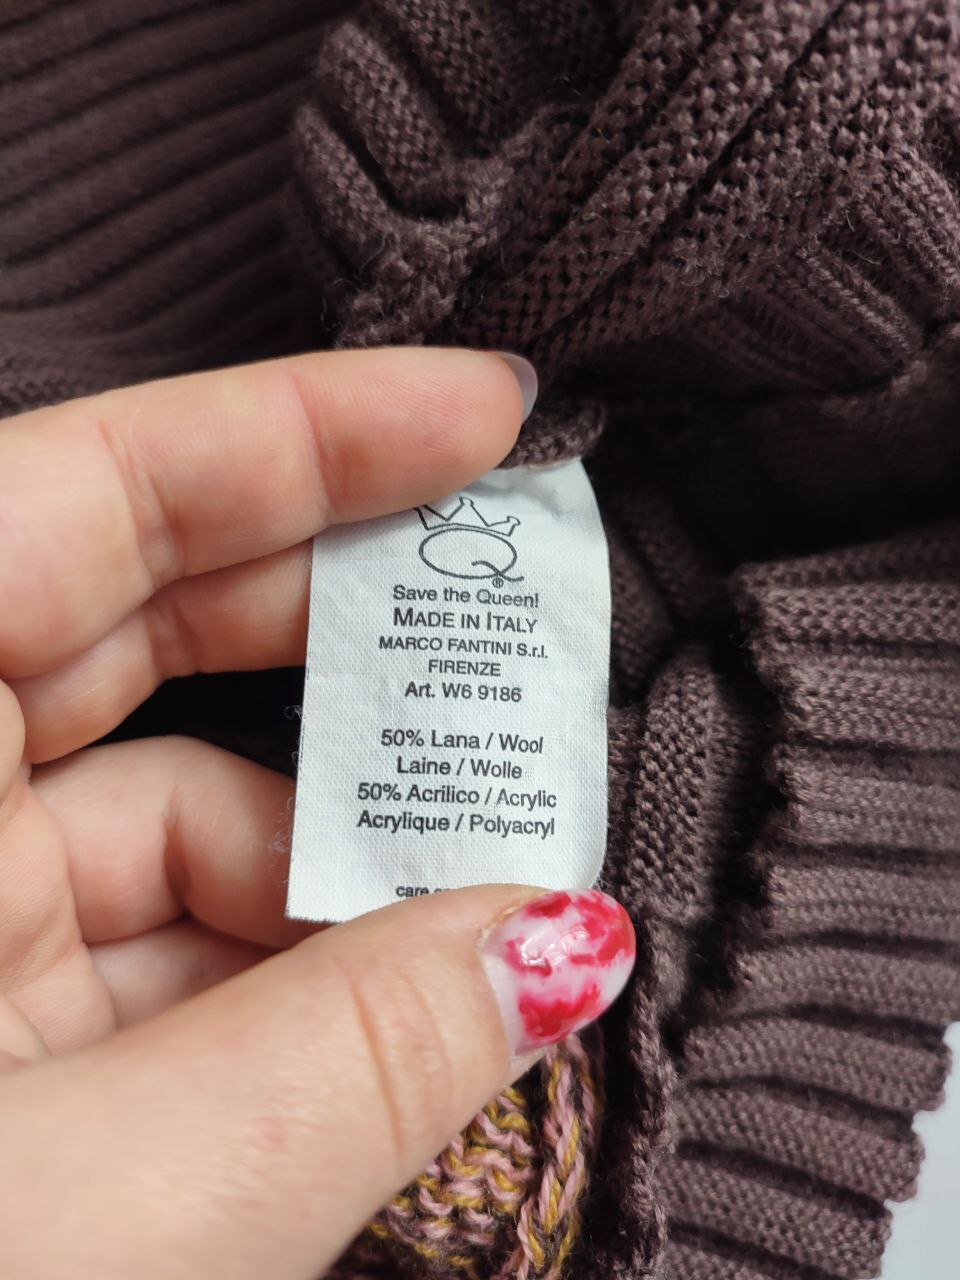 Q
®
Save the Queen!
MADE IN ITALY
MARCO FANTINI S.r.l.
FIRENZE
Art. W6 9186
50% Lana / Wool
Laine / Wolle
50% Acrilico / Acrylic
Acrylique / Polyacryl
care